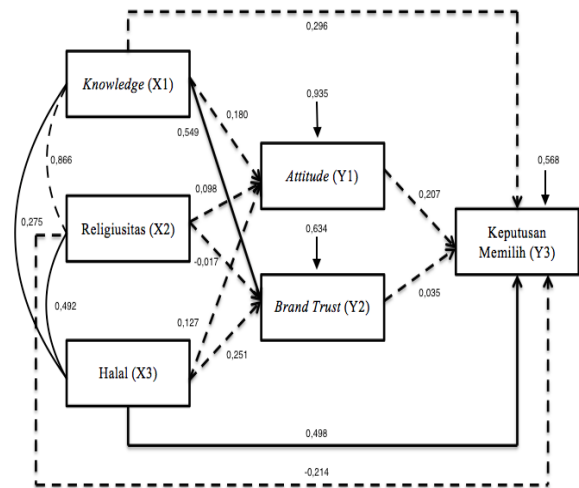 0,296
Knowledge (X1)
0,935
0,180
0,549
0,866
Attitude (Y1)
0,568
0,098
0,207
0,275
Religiusitas (X2)
0,634
Keputusan
Memilih (Y3)
-0,017
0,492
Brand Trust (Y2)
0,035
0,127
0,251
Halal (X3)
0,498
-0,214